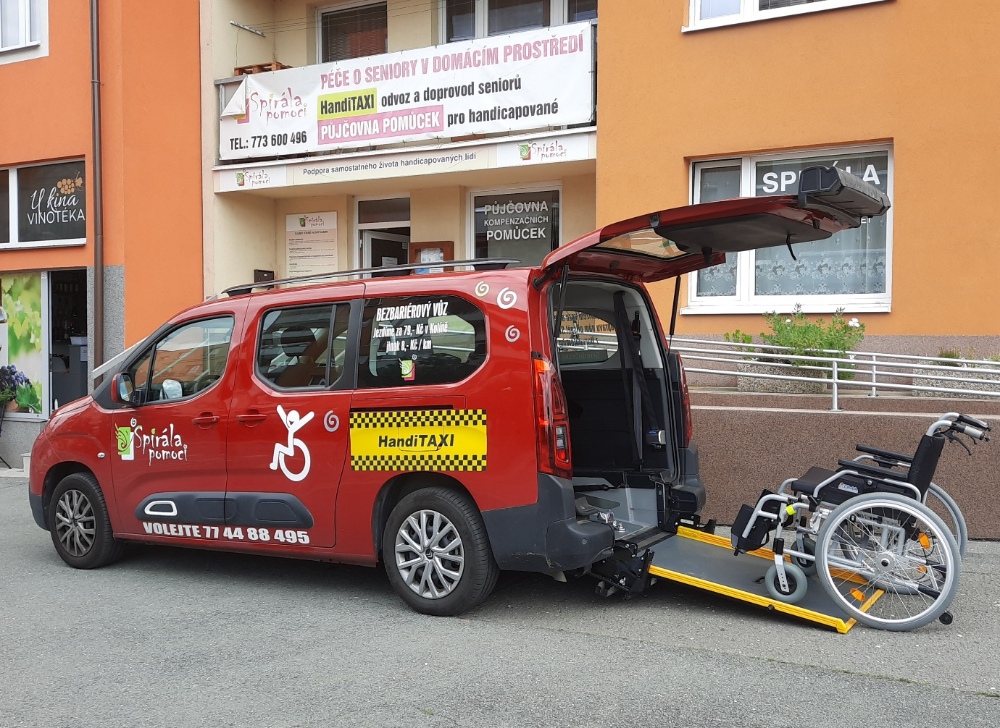 PÉČE O SENIORY V DOMÁCÍM PROSTŘEDÍ
Spirála
pomoci
HandiTAXI odvoz a doprovod seniorů
PŮJČOVNA POMŮCEK pro handicapované
TEL.: 773 600 496
Spirála
pomoci
Podpora samostatného života handicapovaných lidí
Spirála
pomoci
U kina
VINOTÉKA
Spirála
pomoci
PŮJČOVNA
KOMPENZAČNÍCH
POMŮCEK
BEZBARIÉROVÝ VŮZ
Jezdíme za 79,- Kč v Kolíně
jinak 8,- Kč / km
Spirála
pomoci
HandiTAXI
VOLEJTE 77 44 88 495